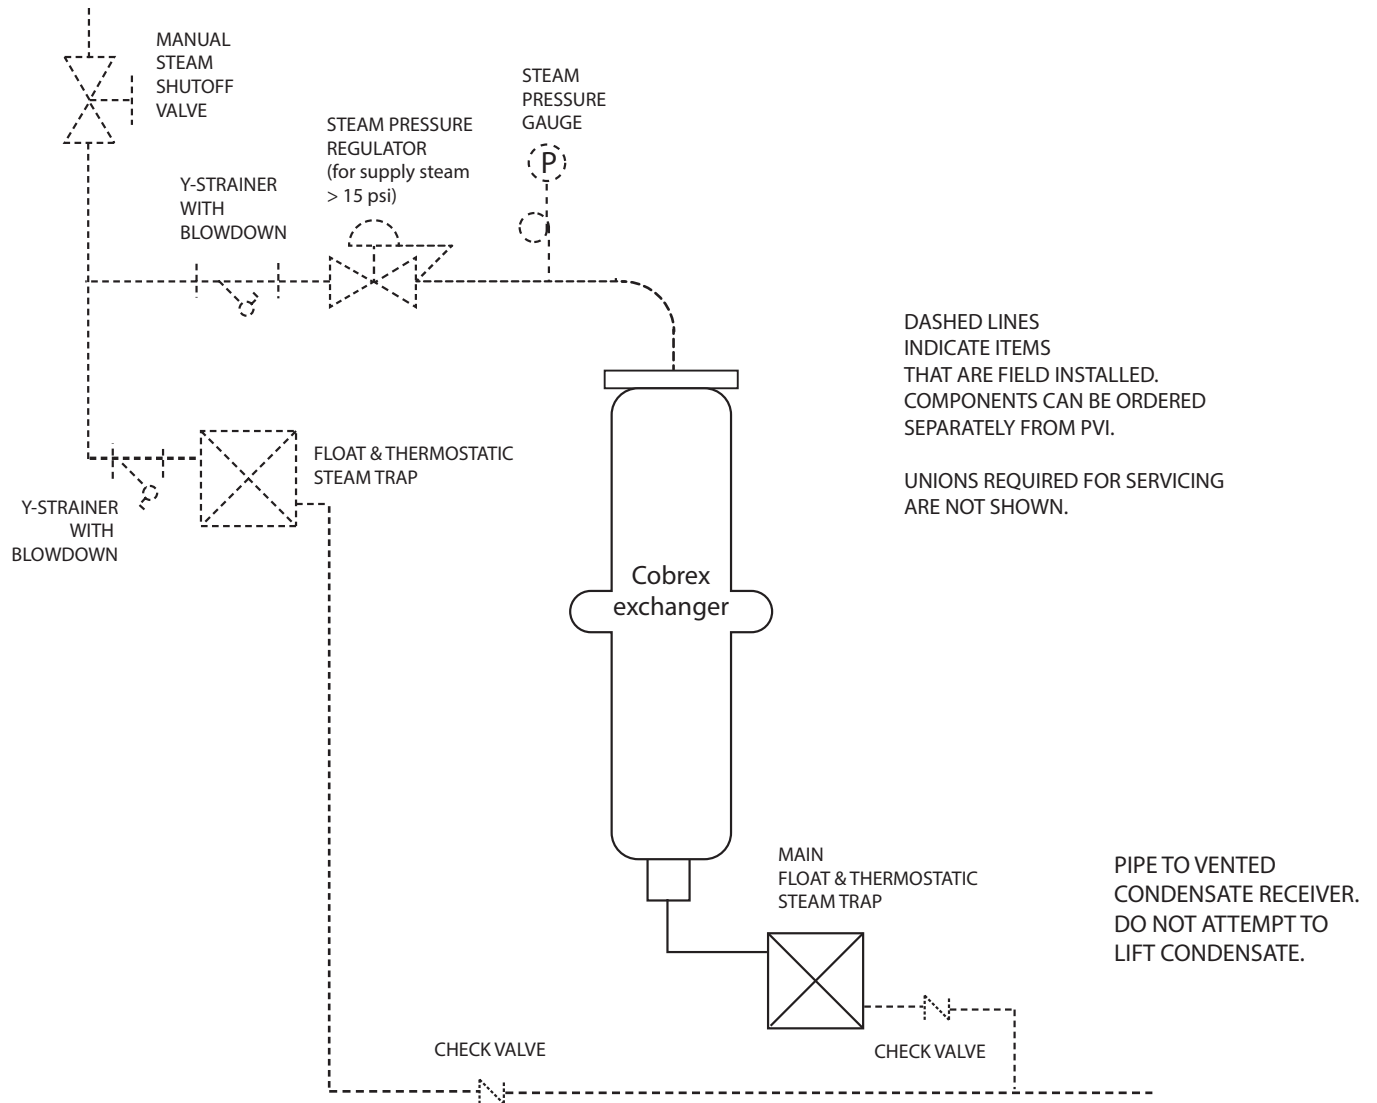 MANUAL
STEAM
SHUTOFF
VALVE
STEAM
PRESSURE
GAUGE
P
STEAM PRESSURE
REGULATOR
(for supply steam
> 15 psi)
Y-STRAINER
WITH
BLOWDOWN
DASHED LINES
INDICATE ITEMS
THAT ARE FIELD INSTALLED.
COMPONENTS CAN BE ORDERED
SEPARATELY FROM PVI.
UNIONS REQUIRED FOR SERVICING
ARE NOT SHOWN.
FLOAT & THERMOSTATIC
STEAM TRAP
Y-STRAINER
WITH
BLOWDOWN
Cobrex
exchanger
MAIN
FLOAT & THERMOSTATIC
STEAM TRAP
PIPE TO VENTED
CONDENSATE RECEIVER.
DO NOT ATTEMPT TO
LIFT CONDENSATE.
CHECK VALVE
CHECK VALVE